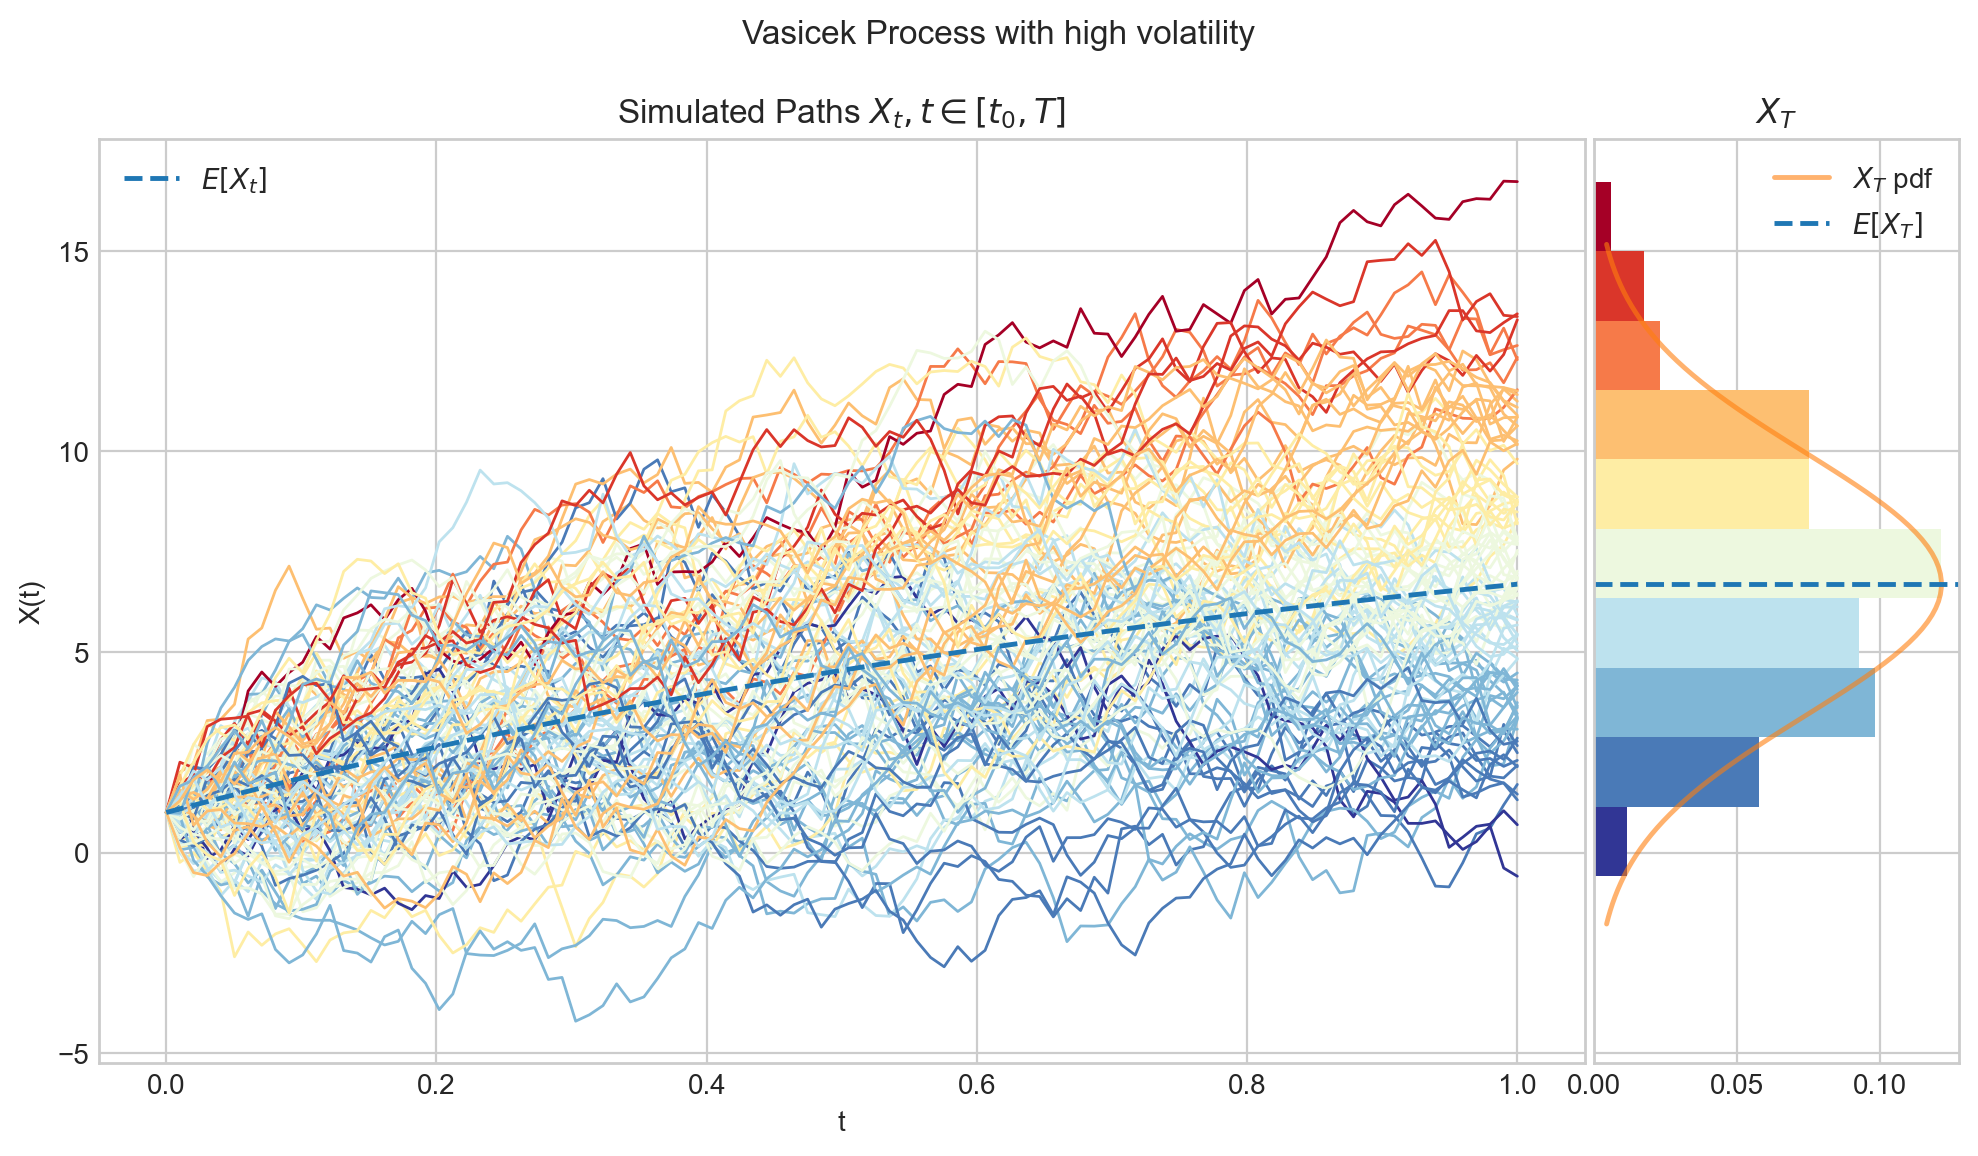 Vasicek Process with high volatility
Simulated Paths $X_t, t \in [t_0, T]$
$X_T$
$E[X_t]$
$X_T$ pdf
$E[X_T]$
X(t)
15
10
5
0
−5
0.0 0.2 0.4 0.6 0.8 1.0
0.00 0.05 0.10
t